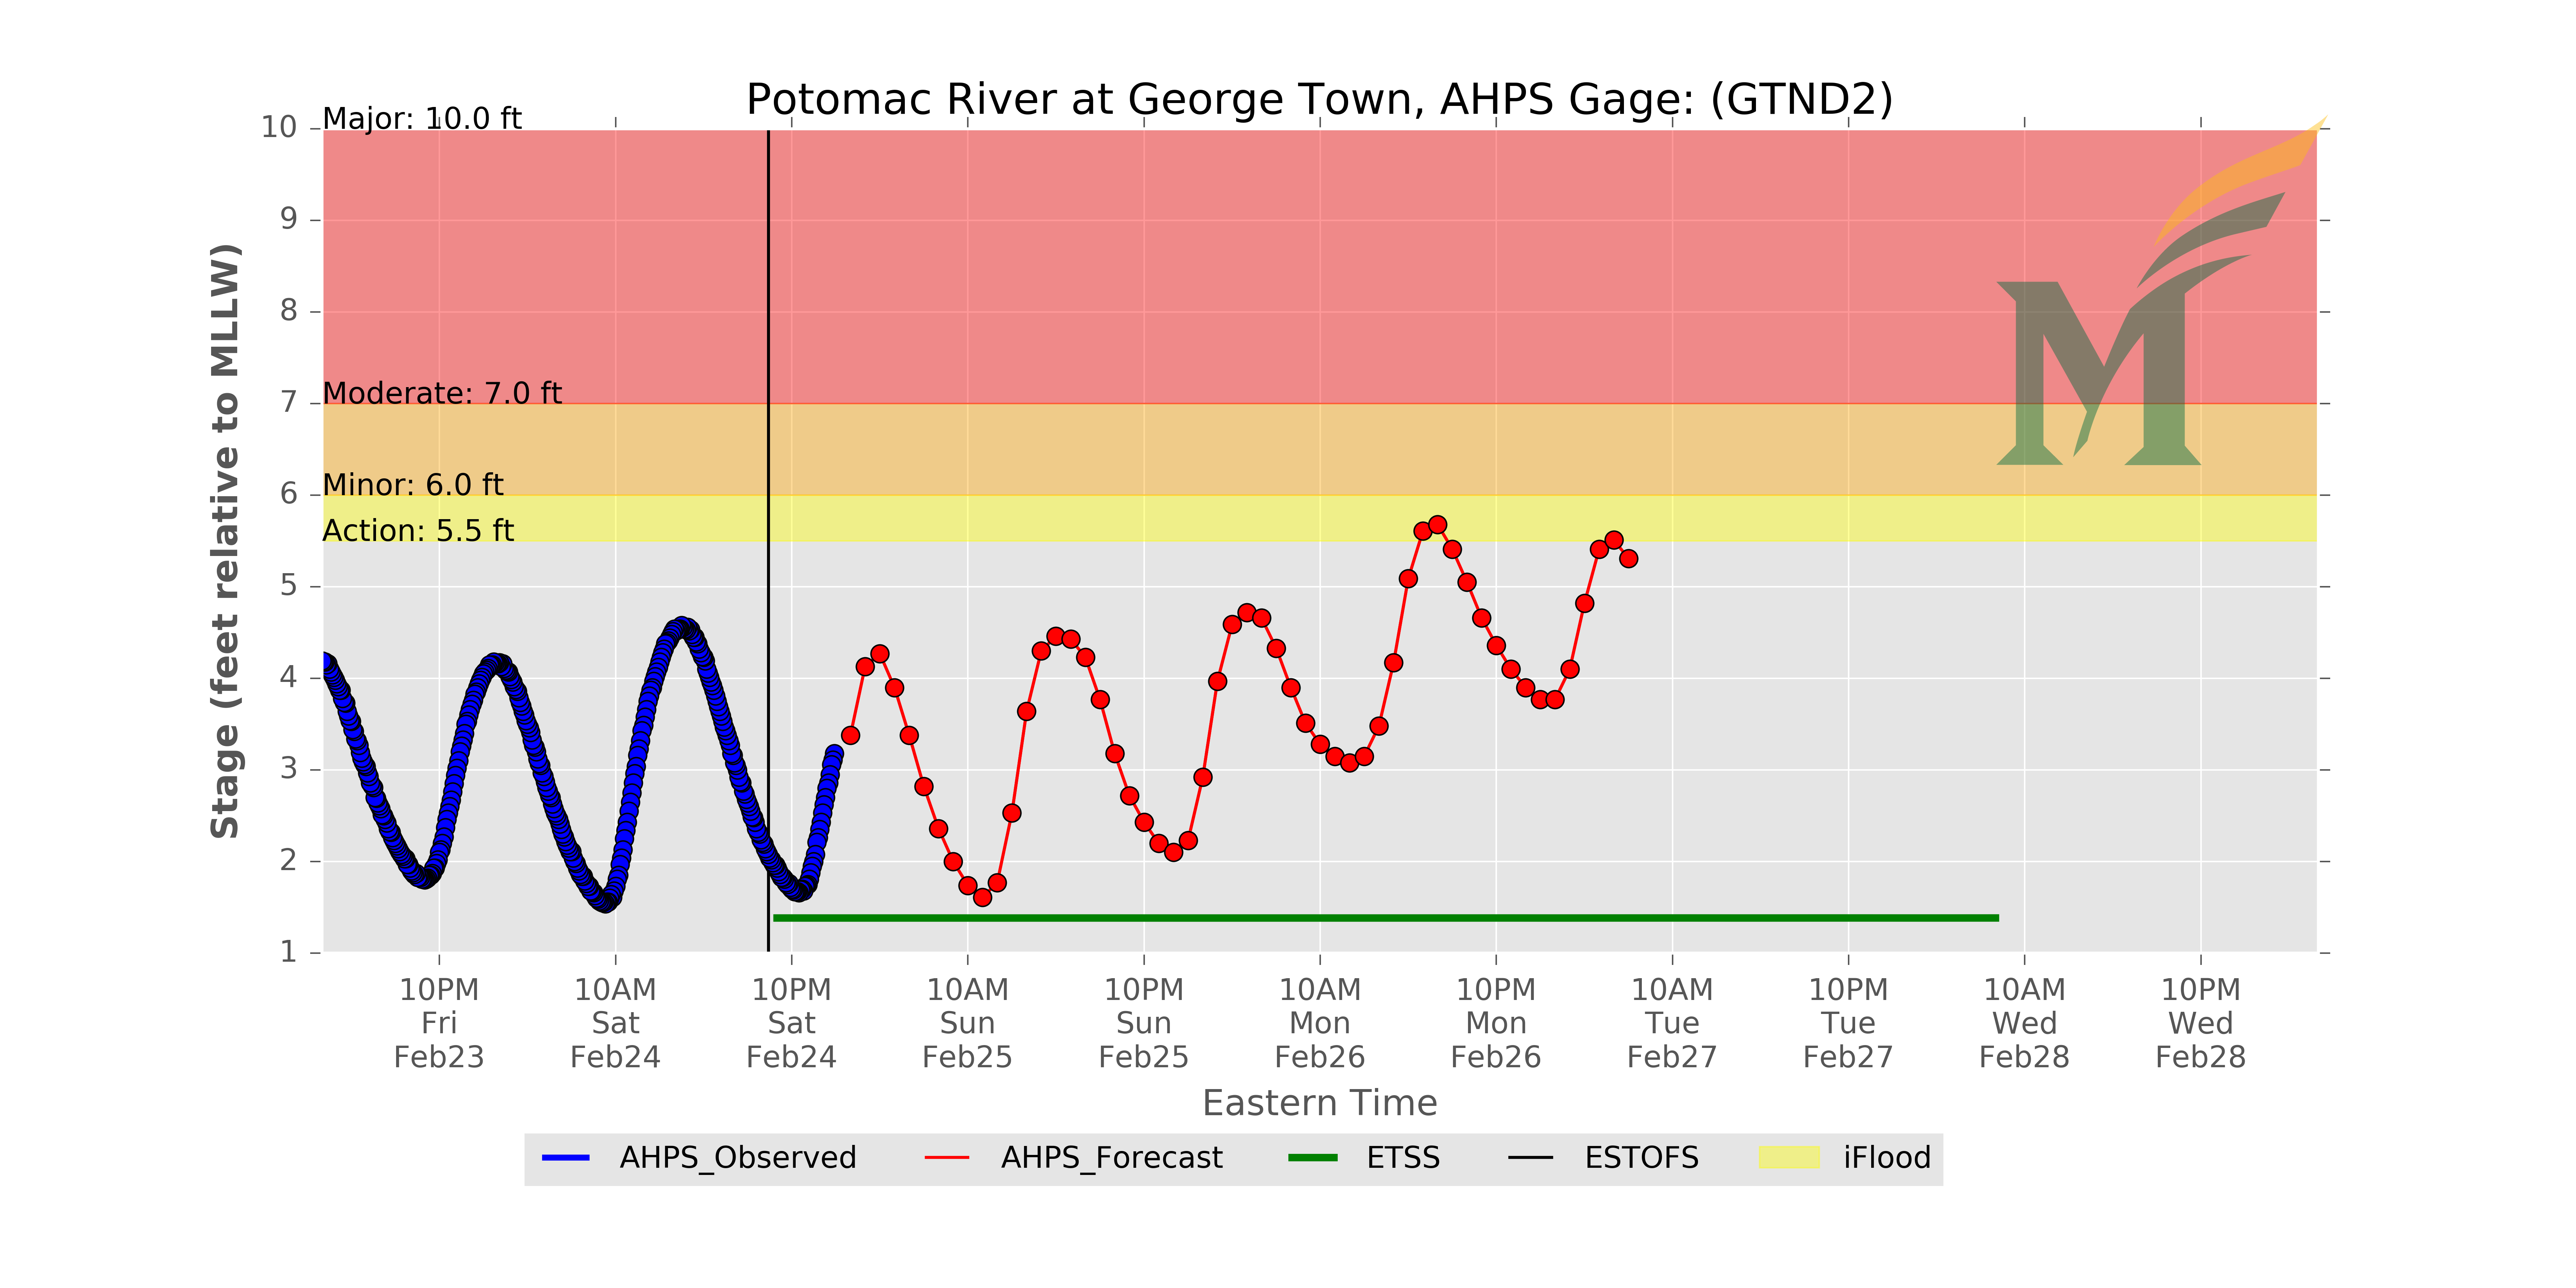 Potomac River at George Town, AHPS Gage: (GTND2)
Major: 10.0 ft
Moderate: 7.0 ft
Minor: 6.0 ft
Action: 5.5 ft
Stage (feet relative to MLLW)
10
9
8
7
6
5
4
3
2
1
10PM
Fri
Feb23
10AM
Sat
Feb24
10PM
Sat
Feb24
10AM
Sun
Feb25
10PM
Sun
Feb25
10AM
Mon
Feb26
10PM
Mon
Feb26
10AM
Tue
Feb27
10PM
Tue
Feb27
10AM
Wed
Feb28
10PM
Wed
Feb28
Eastern Time
AHPS_Observed
AHPS_Forecast
ETSS
ESTOFS
iFlood
M